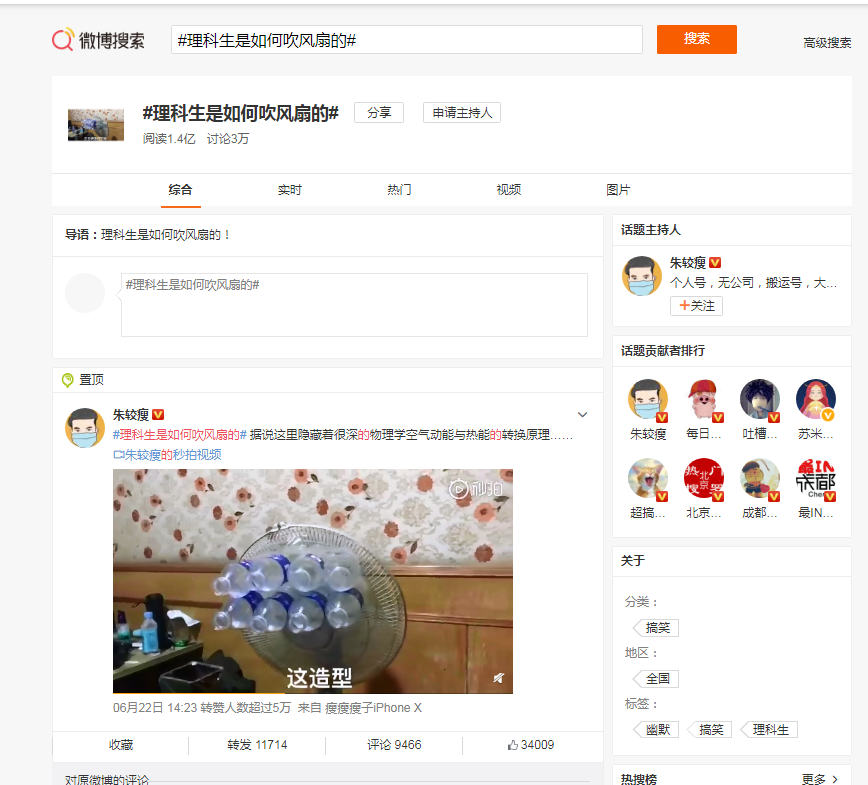 微博搜索
#理科生是如何吹风扇的#
搜索
高级搜索
#理科生是如何吹风扇的#
分享
申请主持人
阅读1.4亿 讨论3万
综合
实时
热门
视频
图片
导语：理科生是如何吹风扇的！
#理科生是如何吹风扇的#
置顶
朱较瘦
#理科生是如何吹风扇的# 据说这里隐藏着很深的物理学空气动能与热能的转换原理……
朱较瘦的秒拍视频
秒拍
这造型
06月22日 14:23 转赞人数超过5万 来自 瘦瘦瘦子iPhone X
收藏
转发 11714
评论 9466
34009
对原微博的评论
话题主持人
朱较瘦
个人号，无公司，搬运号，大...
+关注
话题贡献者排行
朱较瘦
每日...
吐槽...
苏米...
热门
北京
搜罗
最IN
成都
Che
超搞...
北京...
成都...
最IN...
关于
分类：
搞笑
地区：
全国
标签：
幽默
搞笑
理科生
热搜榜
更多 >